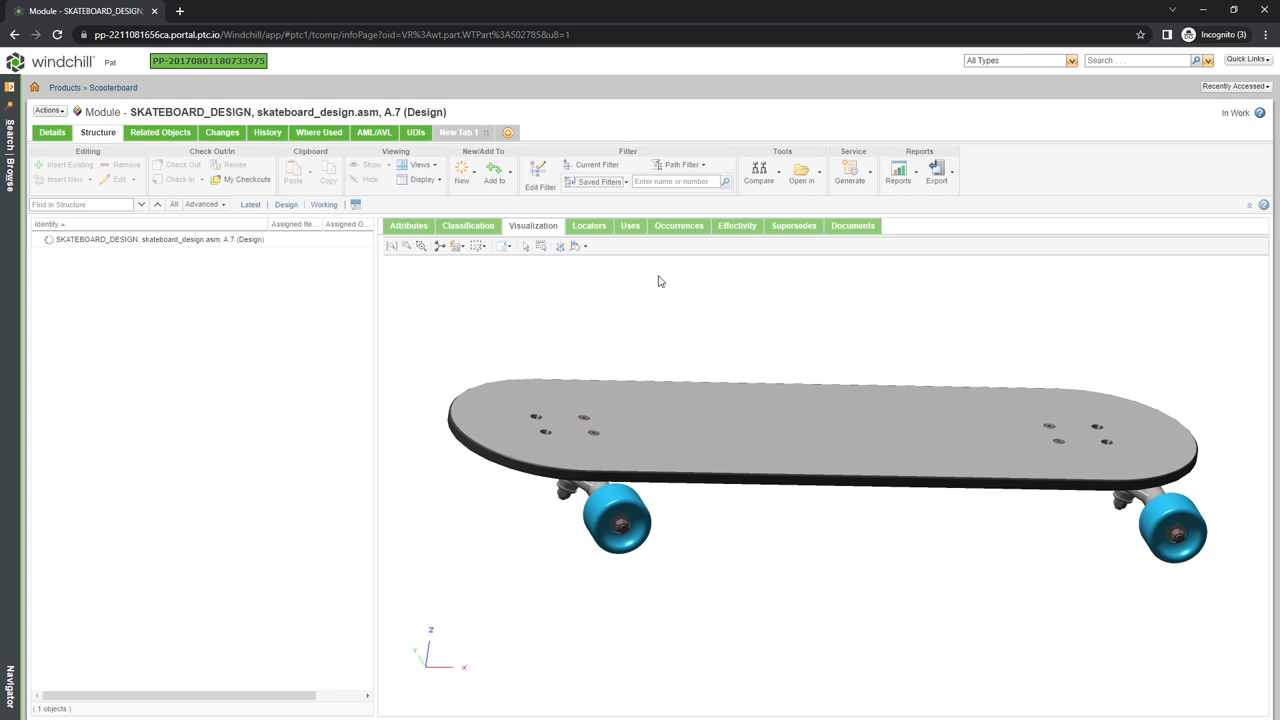 Module - SKATEBOARD_DESIGN,
pp-2211081656ca.portal.ptc.io/Windchill/app/#ptc1/tcomp/infoPage?oid=VR%3Awt.part.WTPart%3A502785&u8=1
Incognito (3)
windchill
Pat
PP-20170801180733975
All Types
Search . . .
Quick Links
Products › Scooterboard
Recently Accessed
Actions
Module - SKATEBOARD_DESIGN, skateboard_design.asm, A.7 (Design)
In Work
Details Structure Related Objects Changes History Where Used AML/AVL UDIs New Tab 1
Editing Check Out/In Clipboard Viewing New/Add To Filter Tools Service Reports
Insert Existing Remove Check Out Revise Show Views Current Filter Path Filter
Insert New Edit Check In My Checkouts Paste Copy Hide Display New Add to Edit Filter Saved Filters Enter name or number Compare Open in Generate Reports Export
Find in Structure All Advanced Latest Design Working
Identity Assigned Ite... Assigned O...
SKATEBOARD_DESIGN, skateboard_design.asm, A.7 (Design)
Attributes Classification Visualization Locators Uses Occurrences Effectivity Supersedes Documents
Search | Browse
Navigator
Z
Y
X
( 1 objects )